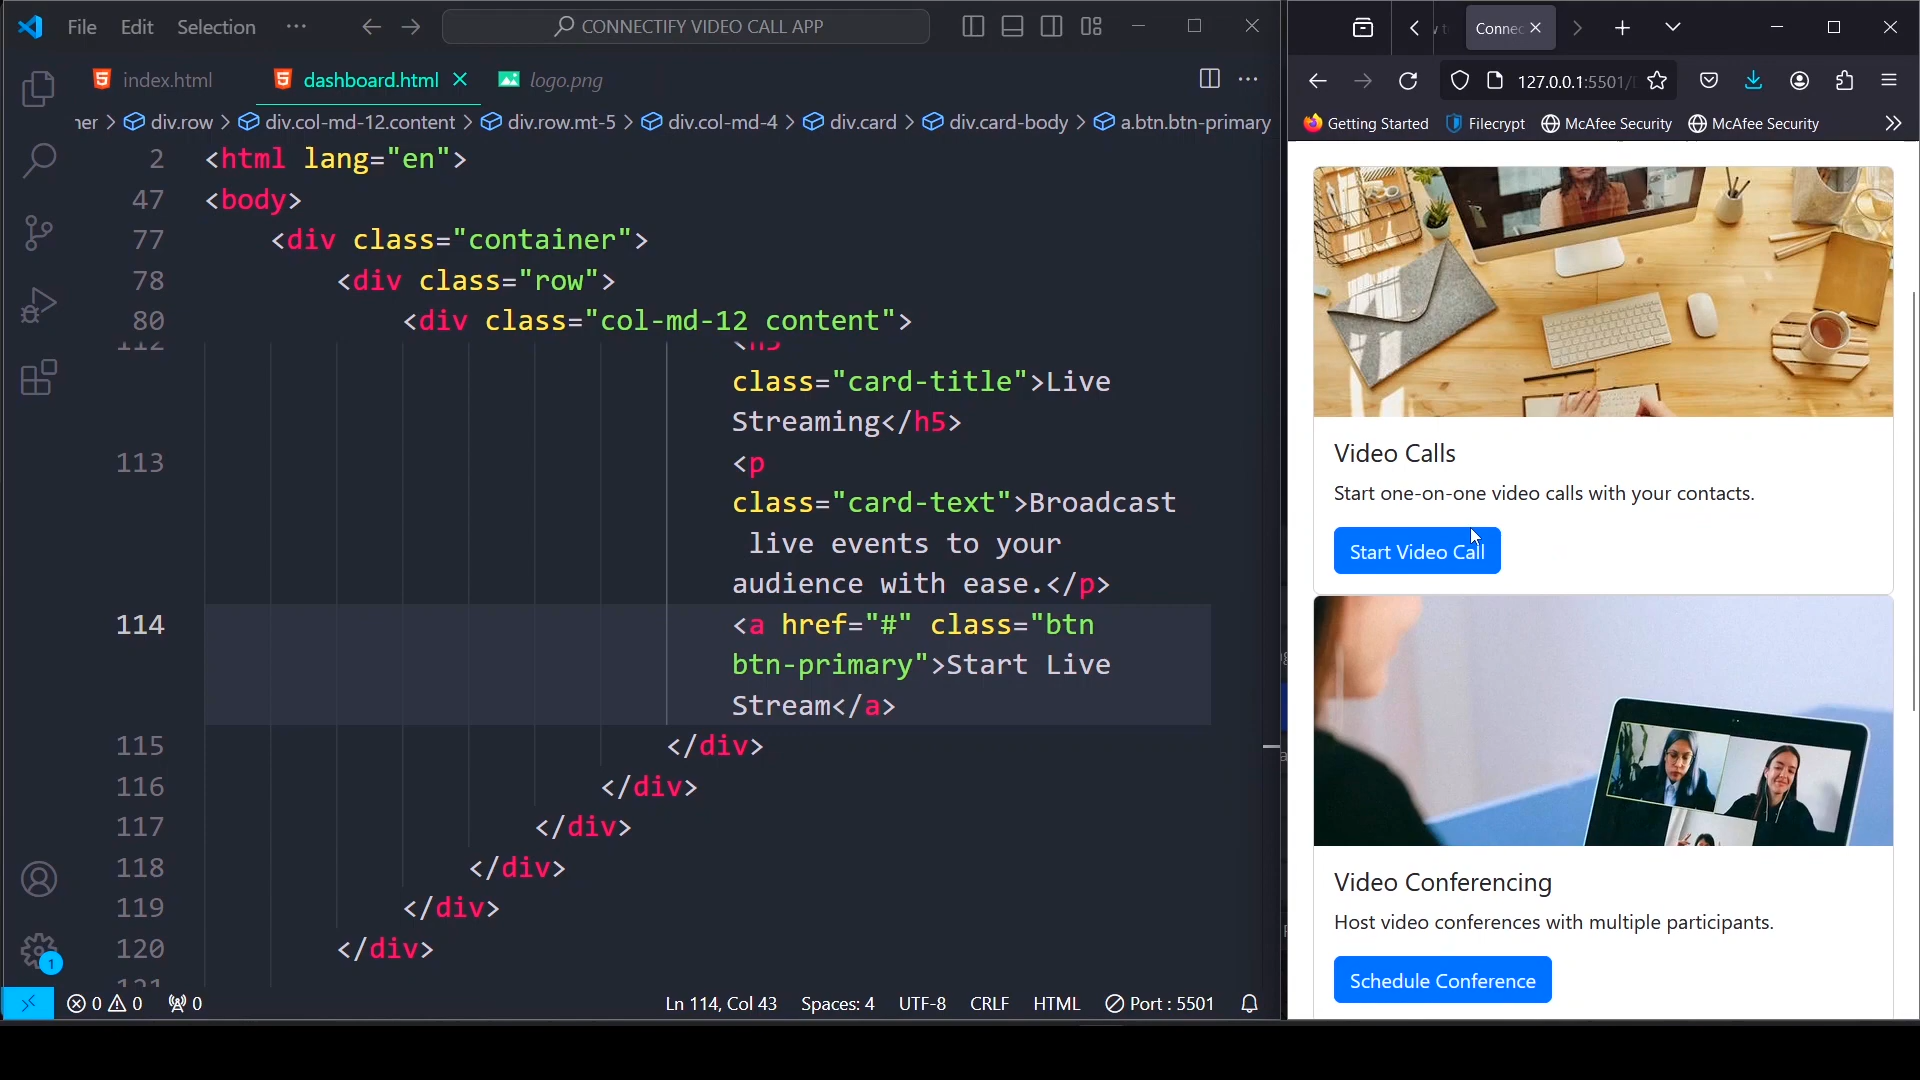 File Edit Selection ··· CONNECTIFY VIDEO CALL APP
index.html dashboard.html logo.png
ner > div.row > div.col-md-12.content > div.row.mt-5 > div.col-md-4 > div.card > div.card-body > a.btn.btn-primary
2 <html lang="en">
47 <body>
77 <div class="container">
78 <div class="row">
80 <div class="col-md-12 content">
112 <h5
class="card-title">Live
Streaming</h5>
113 <p
class="card-text">Broadcast
live events to your
audience with ease.</p>
114 <a href="#" class="btn
btn-primary">Start Live
Stream</a>
115 </div>
116 </div>
117 </div>
118 </div>
119 </div>
120 </div>
121
1
0 0 0 Ln 114, Col 43 Spaces: 4 UTF-8 CRLF HTML Port : 5501
Connec
127.0.0.1:5501/
Getting Started Filecrypt McAfee Security McAfee Security
Video Calls
Start one-on-one video calls with your contacts.
Start Video Call
Video Conferencing
Host video conferences with multiple participants.
Schedule Conference